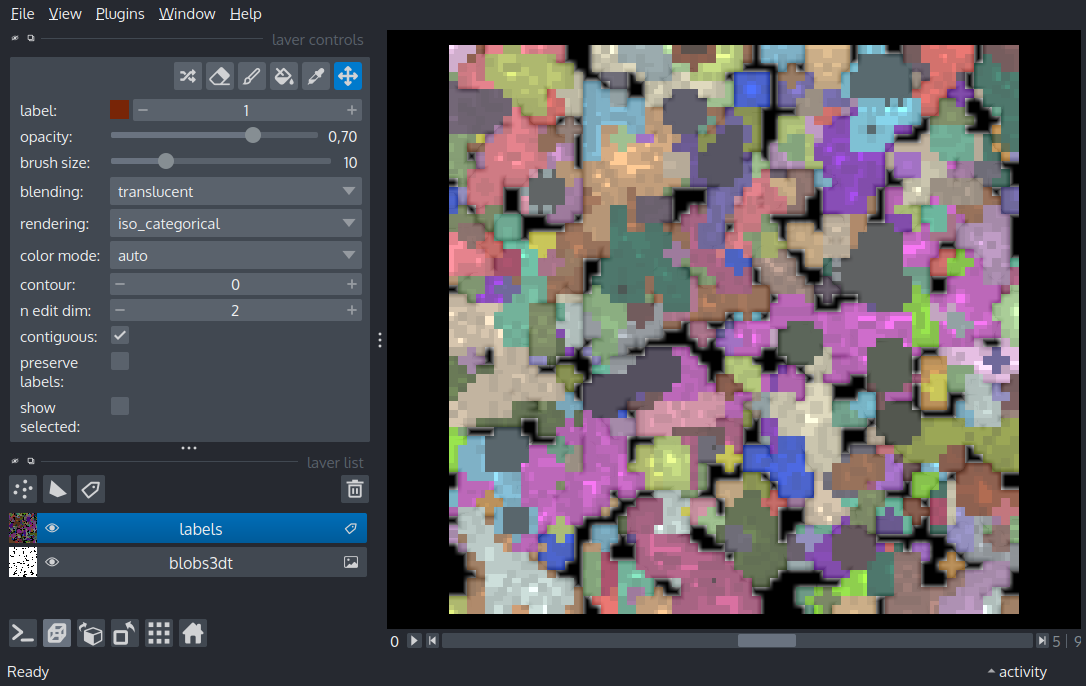 File View Plugins Window Help
layer controls
label: 1
opacity: 0,70
brush size: 10
blending: translucent
rendering: iso_categorical
color mode: auto
contour: 0
n edit dim: 2
contiguous:
preserve
labels:
show
selected:
layer list
labels
blobs3dt
0 5 | 9
Ready activity